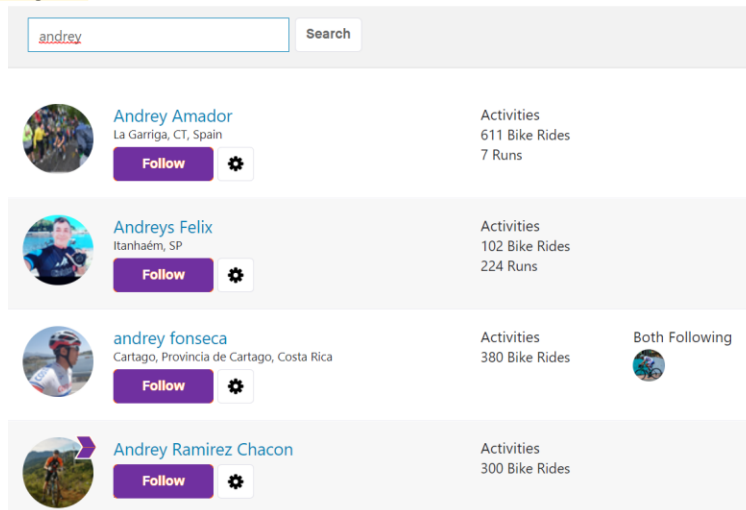 andrey
Search
Andrey Amador
La Garriga, CT, Spain
Follow
Activities
611 Bike Rides
7 Runs
Andreys Felix
Itanhaém, SP
Follow
Activities
102 Bike Rides
224 Runs
andrey fonseca
Cartago, Provincia de Cartago, Costa Rica
Follow
Activities
380 Bike Rides
Both Following
Andrey Ramirez Chacon
Follow
Activities
300 Bike Rides